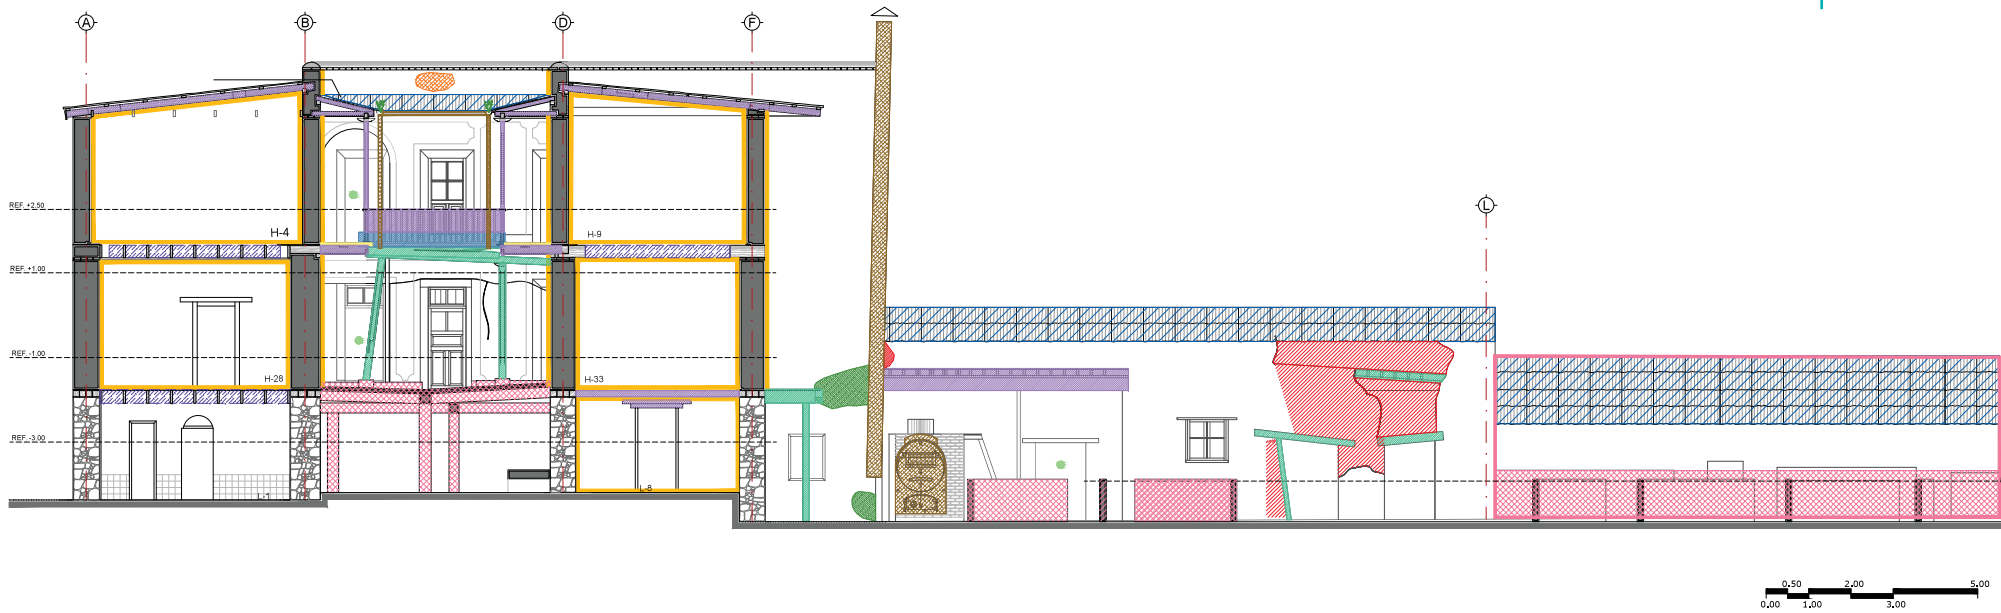 A B D F
REF. +2.50
H-4 H-9
L
REF. +1.00
REF. -1.00
H-28 H-33
REF. -3.00
L-1 L-8
0.50 2.00 5.00
0.00 1.00 3.00